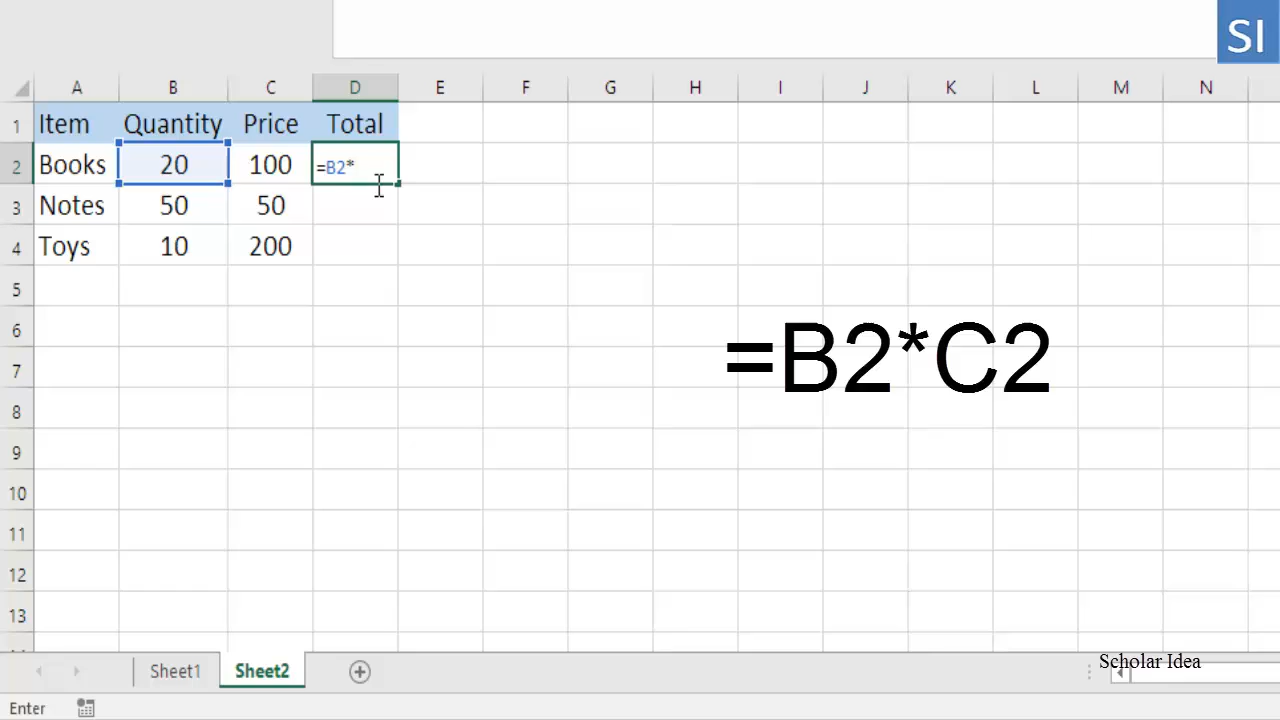 SI
A B C D E F G H I J K L M N
1 Item Quantity Price Total
2 Books 20 100 =B2*
3 Notes 50 50
4 Toys 10 200
5
6
=B2*C2
7
8
9
10
11
12
13
Sheet1 Sheet2
Scholar Idea
Enter